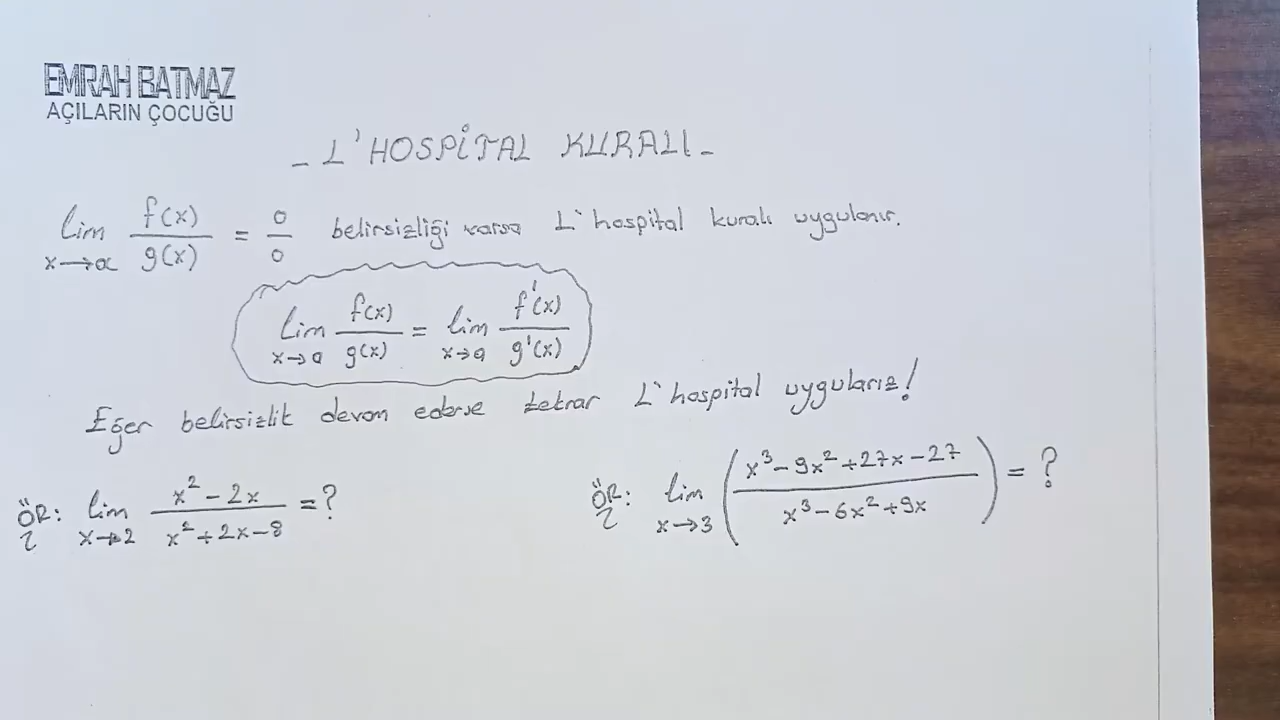 EMRAH BATMAZ
AÇILARIN ÇOCUĞU
- L'HOSPİTAL KURALI -
lim x→a f(x)/g(x) = 0/0 belirsizliği varsa L'hospital kuralı uygulanır.
lim x→a f(x)/g(x) = lim x→a f'(x)/g'(x)
Eğer belirsizlik devam ederse tekrar L'hospital uygularız!
ÖR: lim x→2 x²-2x / x²+2x-8 = ?
ÖR: lim x→3 (x³-9x²+27x-27 / x³-6x²+9x) = ?